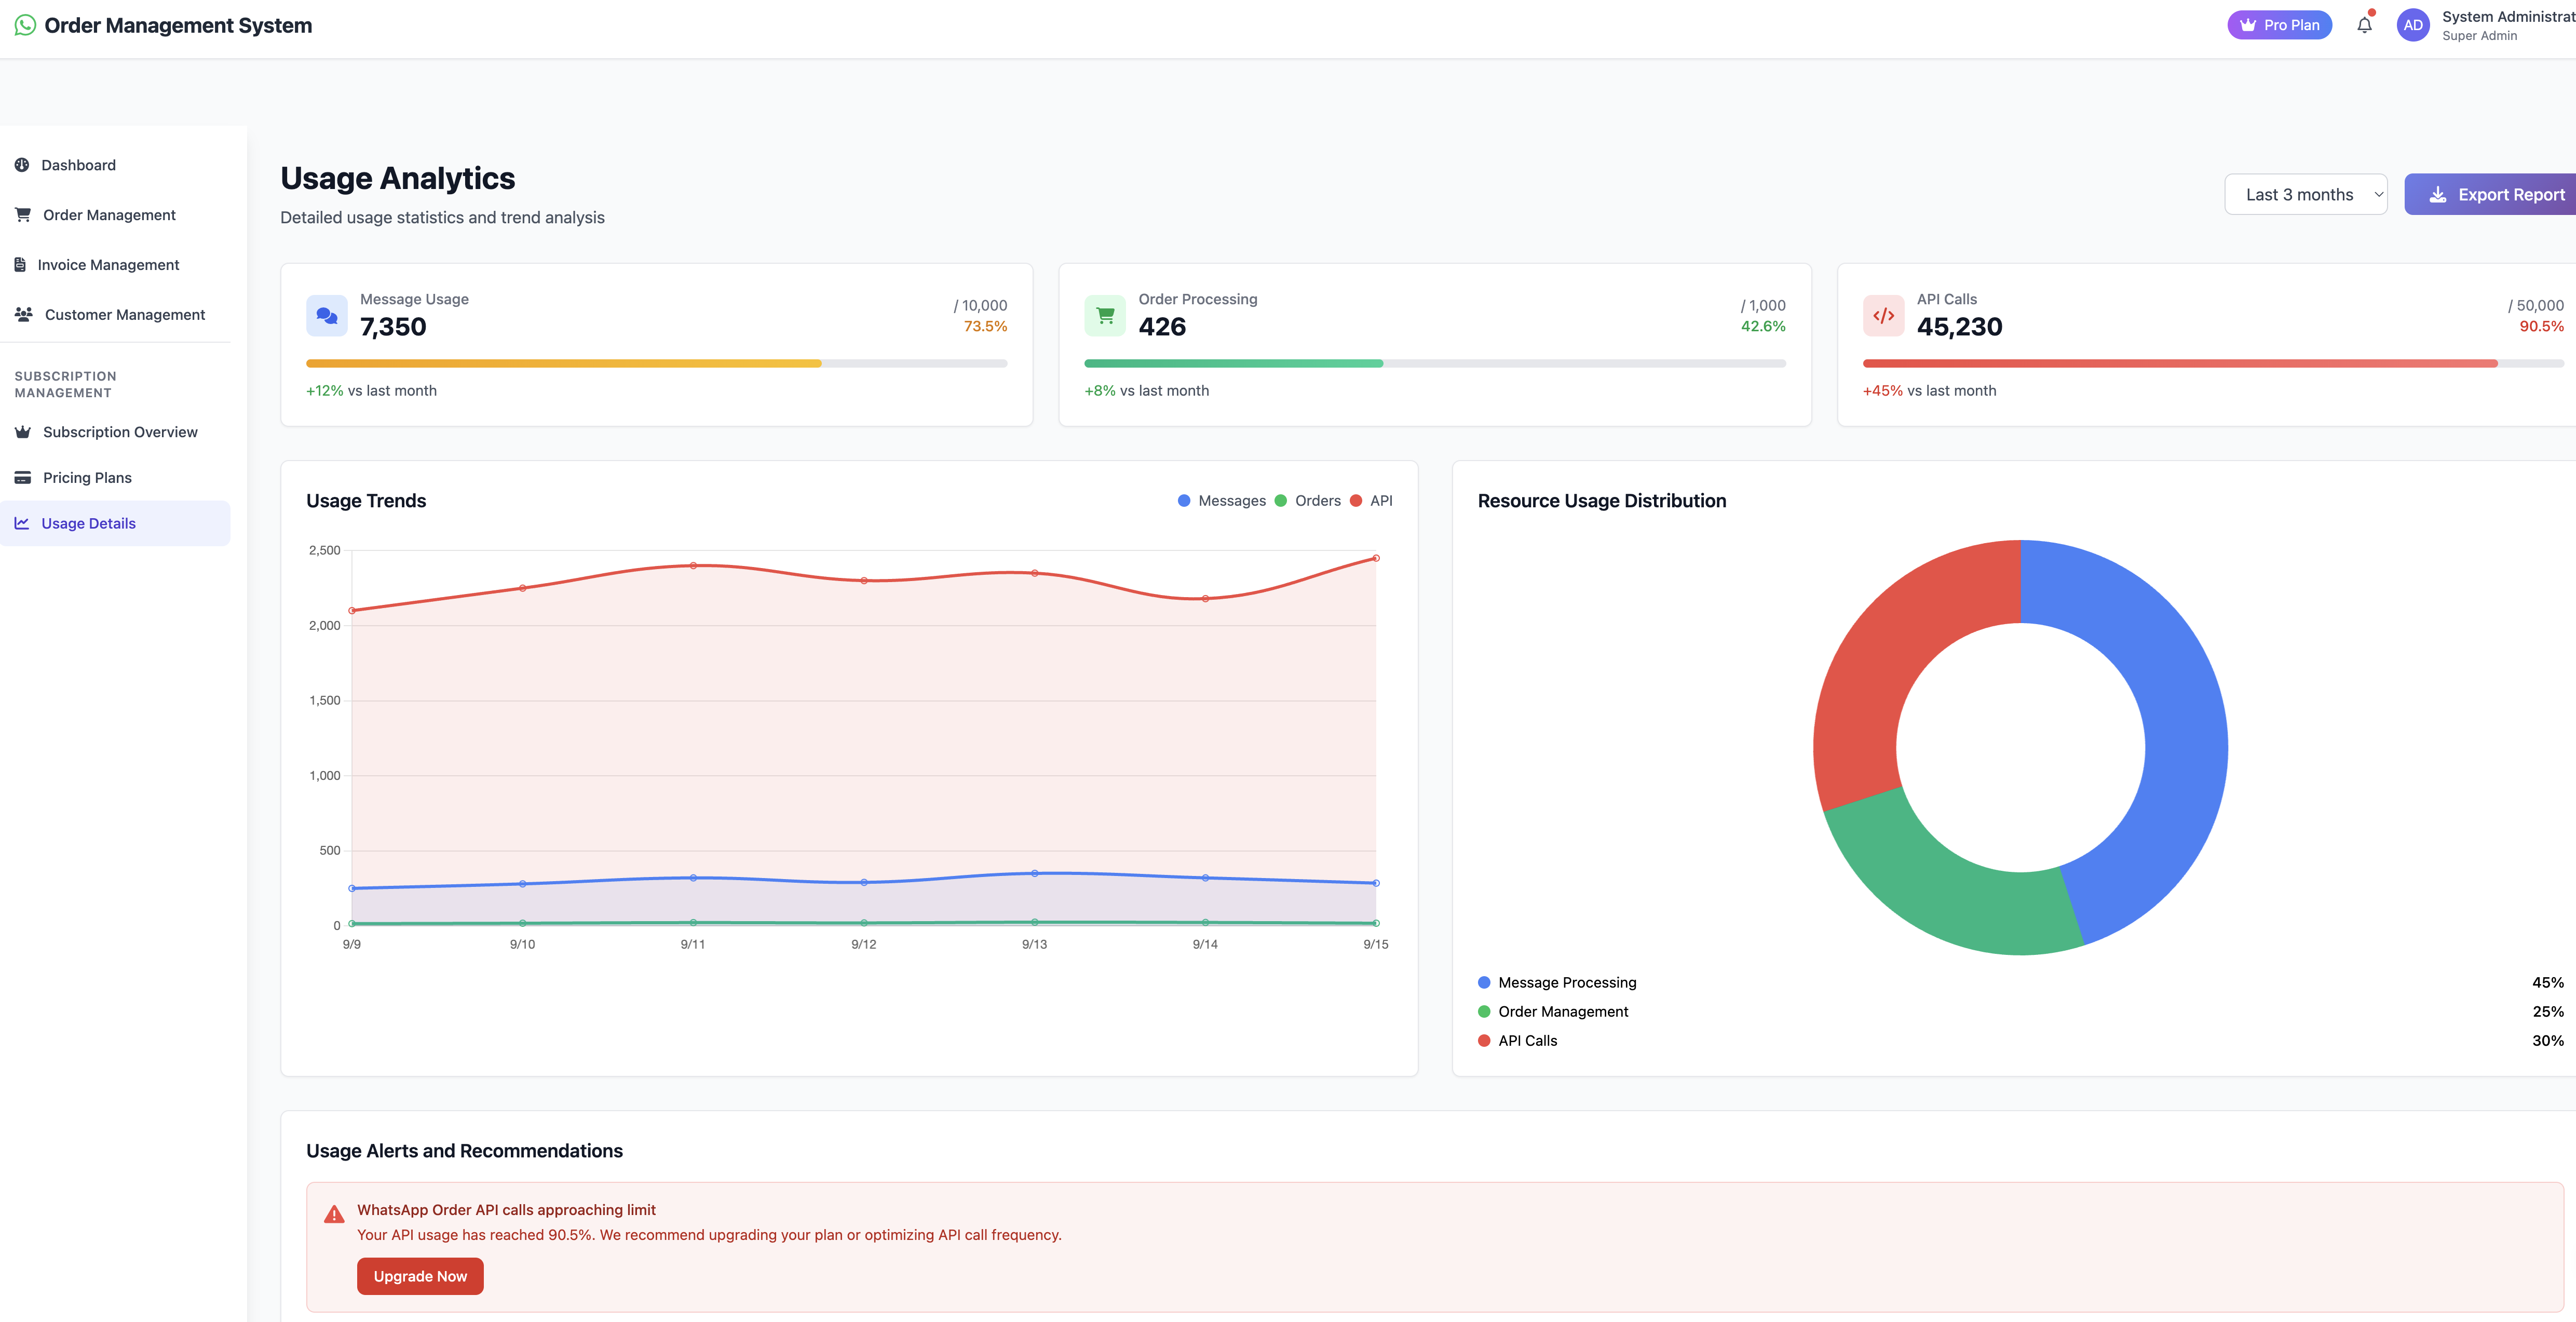 Order Management System
Pro Plan
AD
System Administrat
Super Admin
Dashboard
Order Management
Invoice Management
Customer Management
SUBSCRIPTION
MANAGEMENT
Subscription Overview
Pricing Plans
Usage Details
Usage Analytics
Detailed usage statistics and trend analysis
Last 3 months
Export Report
Message Usage
7,350
/ 10,000
73.5%
+12% vs last month
Order Processing
426
/ 1,000
42.6%
+8% vs last month
API Calls
45,230
/ 50,000
90.5%
+45% vs last month
Usage Trends
Messages Orders API
2,500
2,000
1,500
1,000
500
0
9/9 9/10 9/11 9/12 9/13 9/14 9/15
Resource Usage Distribution
Message Processing 45%
Order Management 25%
API Calls 30%
Usage Alerts and Recommendations
WhatsApp Order API calls approaching limit
Your API usage has reached 90.5%. We recommend upgrading your plan or optimizing API call frequency.
Upgrade Now